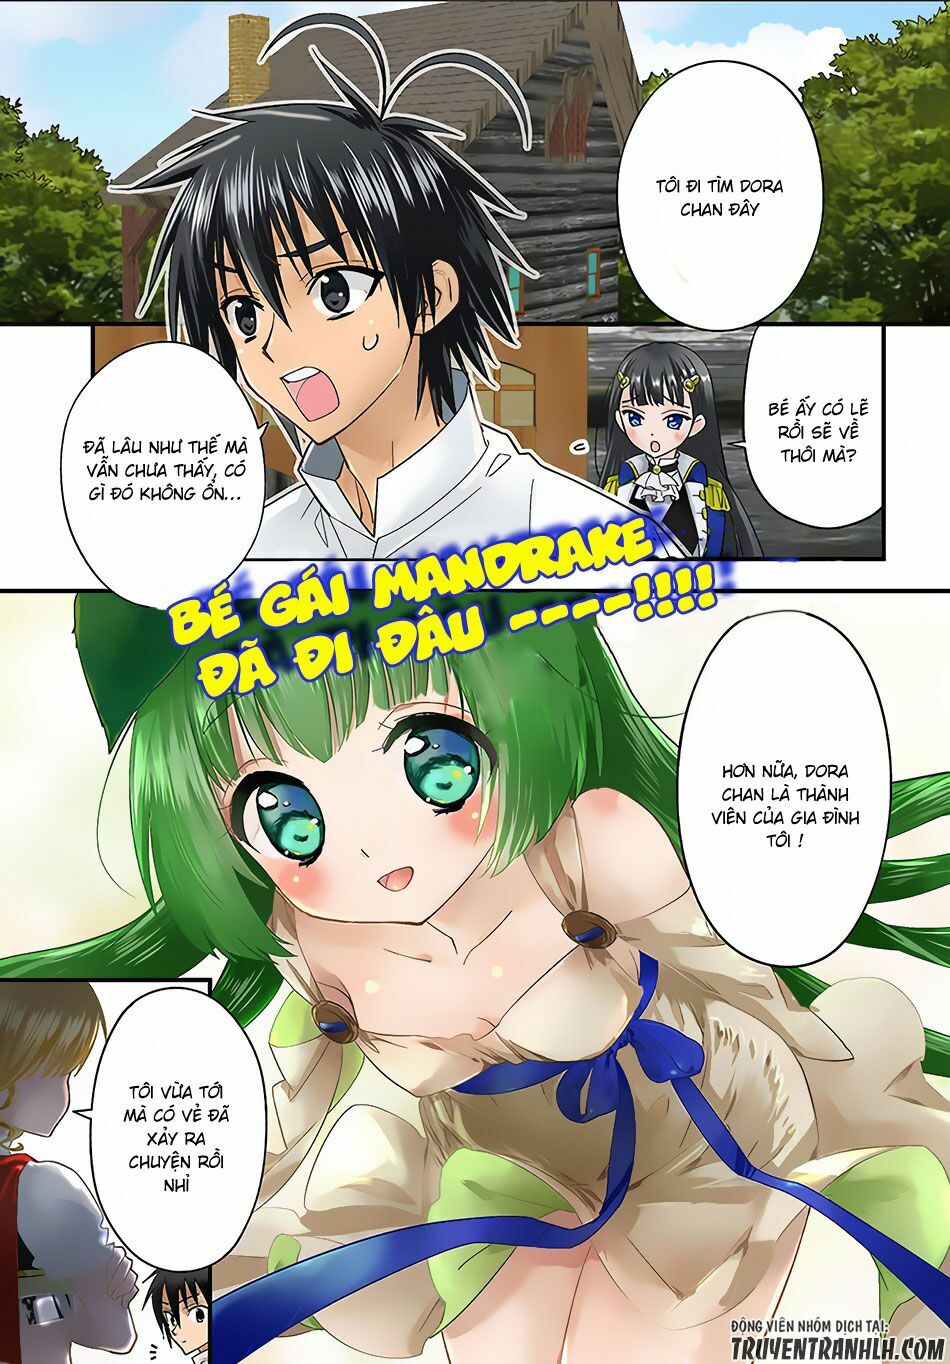 TÔI ĐI TÌM DORA
CHAN ĐÂY
BÉ ẤY CÓ LẼ
RỒI SẼ VỀ
THÔI MÀ?
ĐÃ LÂU NHƯ THẾ MÀ
VẪN CHƯA THẤY, CÓ
GÌ ĐÓ KHÔNG ỔN...
BÉ GÁI MANDRAKE
ĐÃ ĐI ĐÂU ----!!!!
HƠN NỮA, DORA
CHAN LÀ THÀNH
VIÊN CỦA GIA ĐÌNH
TÔI !
TÔI VỪA TỚI
MÀ CÓ VẺ ĐÃ
XẢY RA
CHUYỆN RỒI
NHỈ
ĐỘNG VIÊN NHÓM DỊCH TẠI:
TRUYENTRANHLH.COM